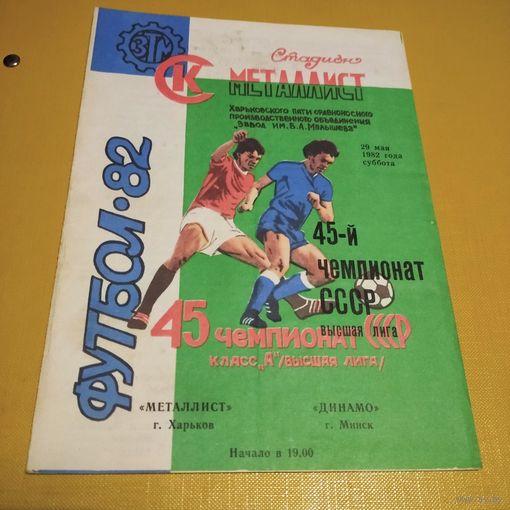 ЗТМ
СК
Стадион
МЕТАЛЛИСТ
Харьковского пяти орденоносного
производственного объединения
"Завод им. В.А. Малышева"
29 мая
1982 года
суббота
ФУТБОЛ·82
45-й
чемпионат
СССР
высшая лига
45 чемпионат СССР
класс „А"/высшая лига/
«МЕТАЛЛИСТ»
г. Харьков
«ДИНАМО»
г. Минск
Начало в 19.00